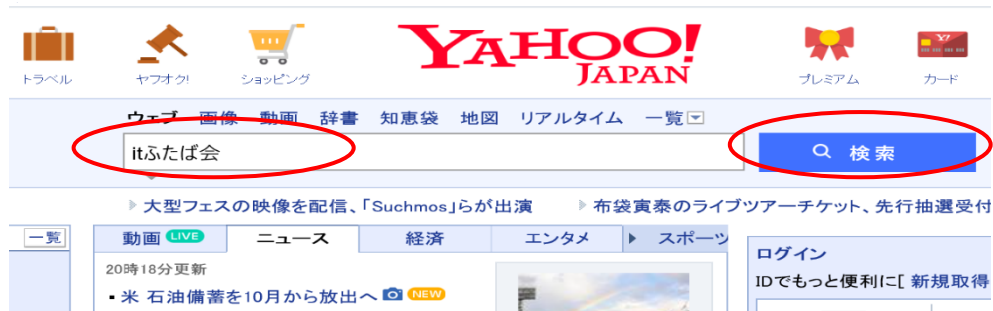 YAHOO!
JAPAN
トラベル ヤフオク! ショッピング プレミアム カード
ウェブ 画像 動画 辞書 知恵袋 地図 リアルタイム 一覧
itふたば会 検索
大型フェスの映像を配信、「Suchmos」らが出演 布袋寅泰のライブツアーチケット、先行抽選受付
一覧 動画 LIVE ニュース 経済 エンタメ スポーツ
ログイン
20時18分更新
IDでもっと便利に[ 新規取得
米 石油備蓄を10月から放出へ NEW